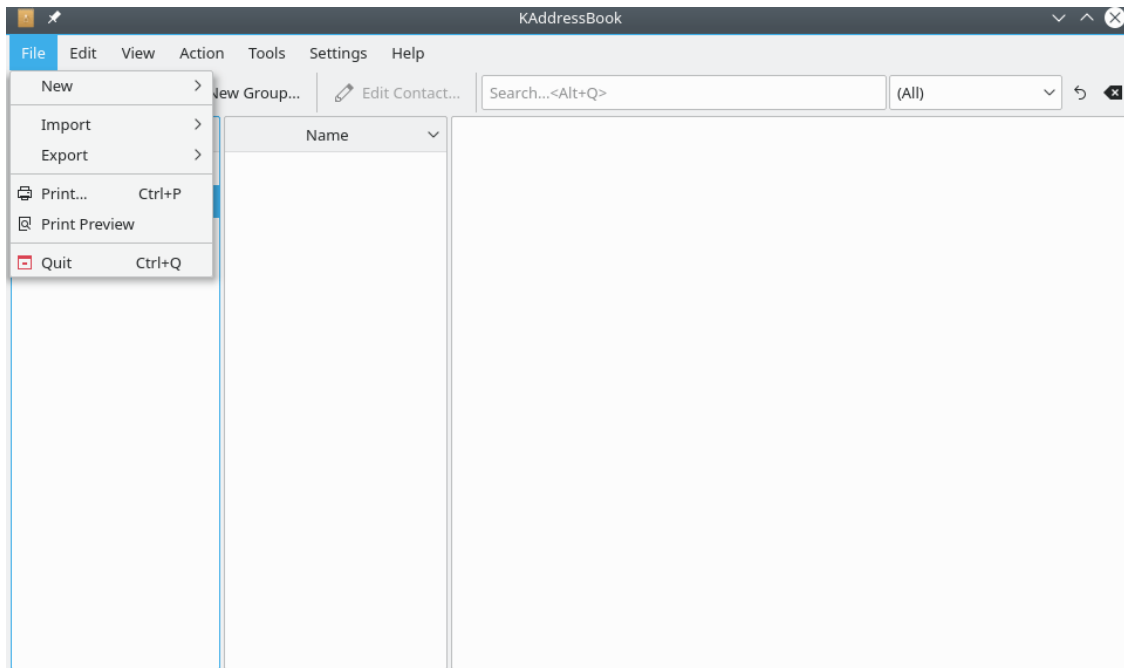 KAddressBook
File Edit View Action Tools Settings Help
New Group... Edit Contact... Search...<Alt+Q> (All)
New
Import
Export
Print... Ctrl+P
Print Preview
Quit Ctrl+Q
Name